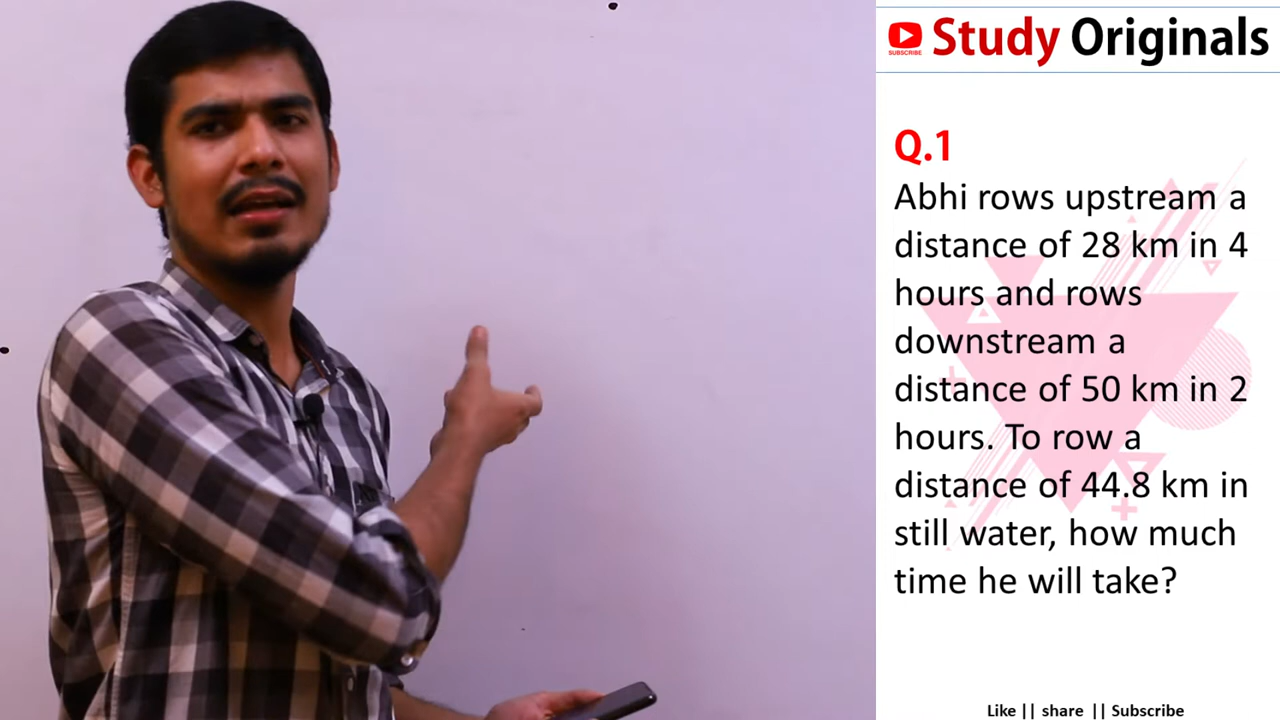 SUBSCRIBE
Study Originals
Q.1
Abhi rows upstream a
distance of 28 km in 4
hours and rows
downstream a
distance of 50 km in 2
hours. To row a
distance of 44.8 km in
still water, how much
time he will take?
Like || share || Subscribe